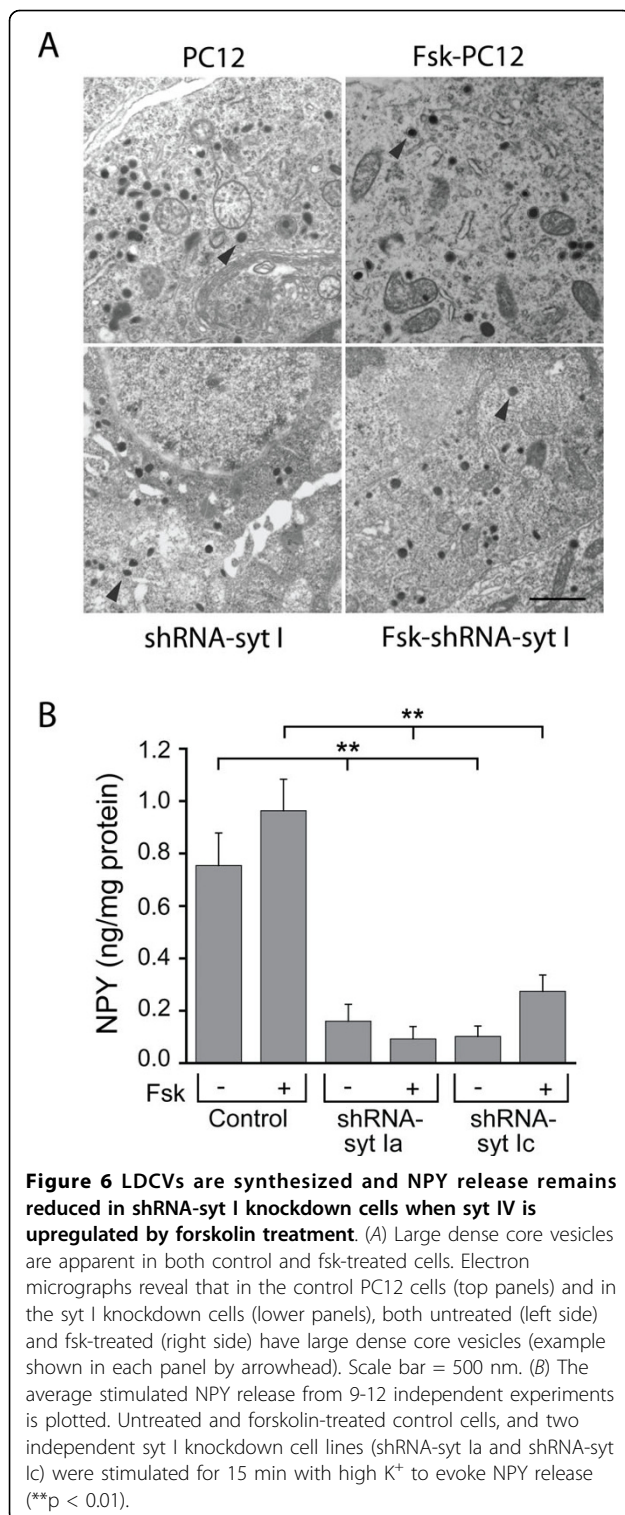 A
PC12 Fsk-PC12
shRNA-syt I Fsk-shRNA-syt I
B
**
**
NPY (ng/mg protein)
1.2
1.0
0.8
0.6
0.4
0.2
0.0
Fsk - + - + - +
Control shRNA- shRNA-
syt Ia syt Ic
Figure 6 LDCVs are synthesized and NPY release remains
reduced in shRNA-syt I knockdown cells when syt IV is
upregulated by forskolin treatment. (A) Large dense core vesicles
are apparent in both control and fsk-treated cells. Electron
micrographs reveal that in the control PC12 cells (top panels) and in
the syt I knockdown cells (lower panels), both untreated (left side)
and fsk-treated (right side) have large dense core vesicles (example
shown in each panel by arrowhead). Scale bar = 500 nm. (B) The
average stimulated NPY release from 9-12 independent experiments
is plotted. Untreated and forskolin-treated control cells, and two
independent syt I knockdown cell lines (shRNA-syt Ia and shRNA-syt
Ic) were stimulated for 15 min with high K⁺ to evoke NPY release
(**p < 0.01).